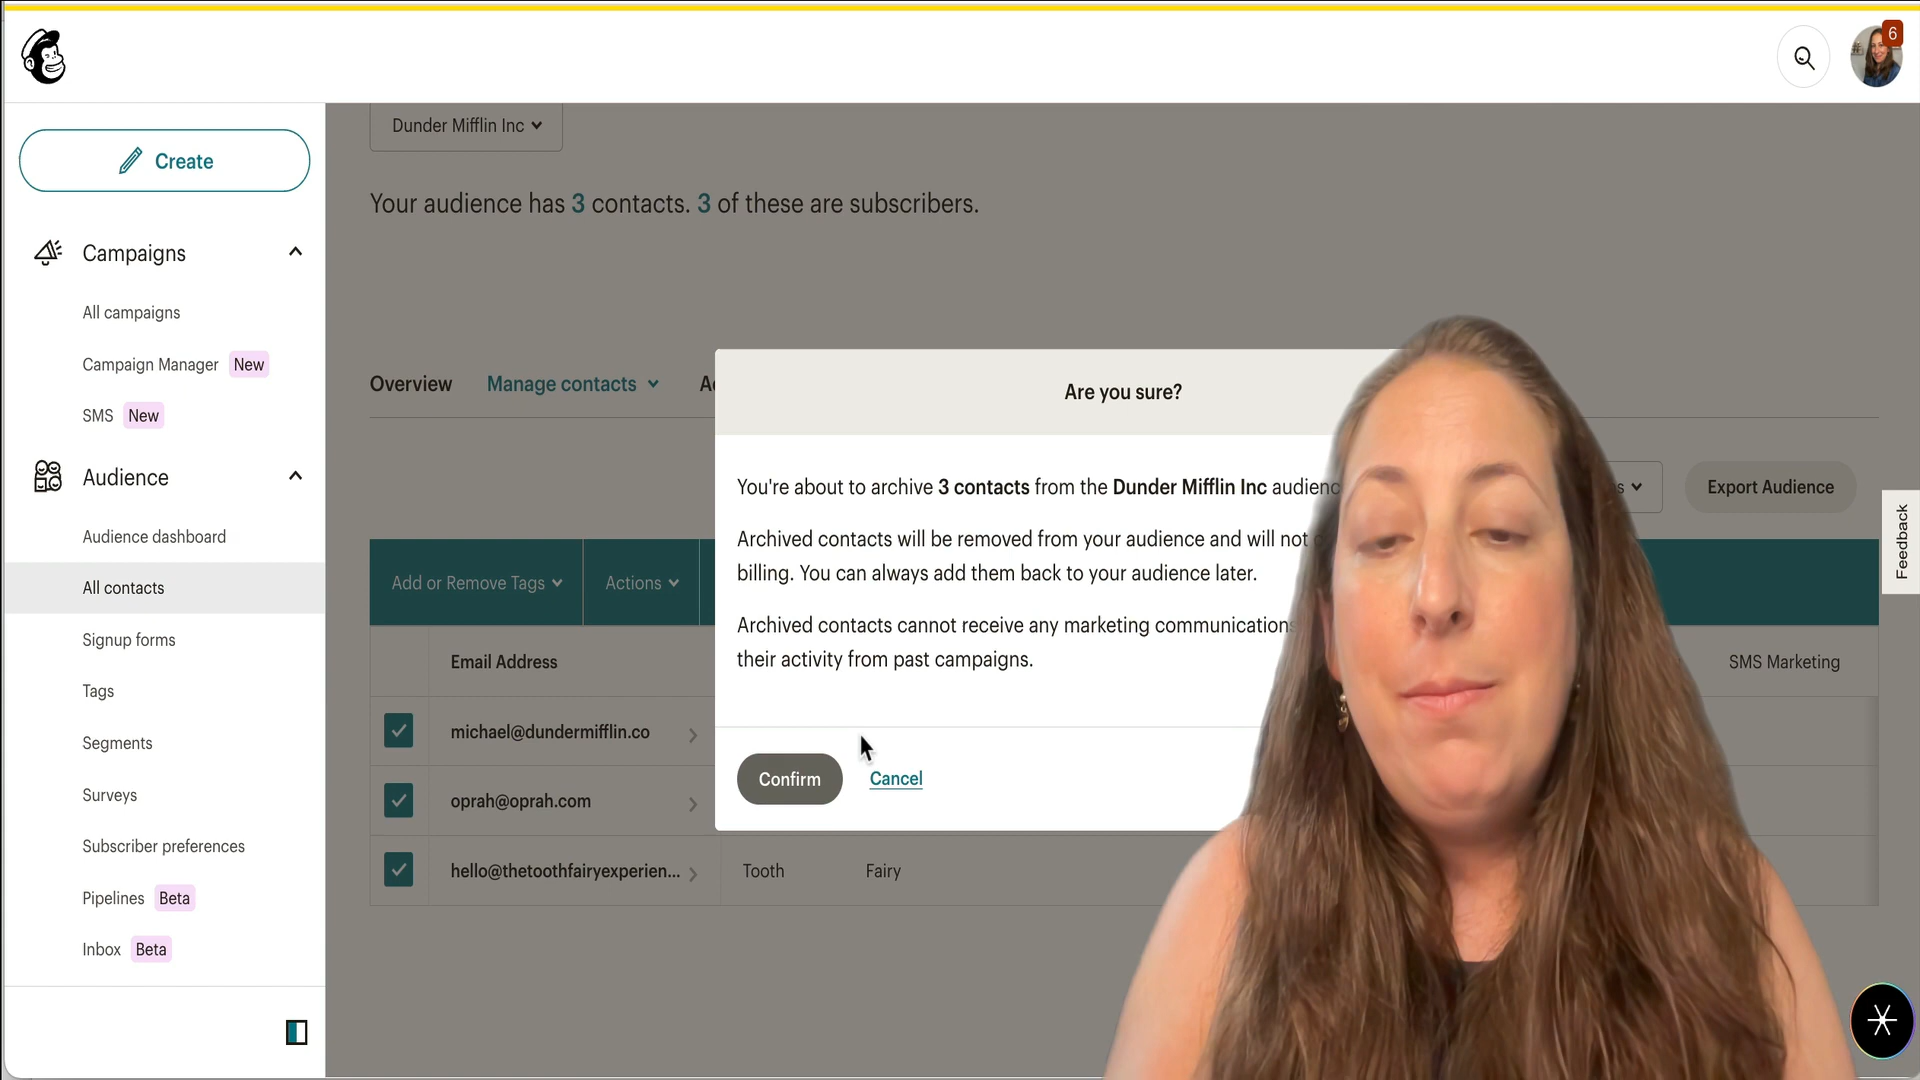 6
Create
Dunder Mifflin Inc
Your audience has 3 contacts. 3 of these are subscribers.
Campaigns
All campaigns
Campaign Manager New
SMS New
Audience
Audience dashboard
All contacts
Signup forms
Tags
Segments
Surveys
Subscriber preferences
Pipelines Beta
Inbox Beta
Overview
Manage contacts
Export Audience
Feedback
Add or Remove Tags
Actions
Email Address
SMS Marketing
michael@dundermifflin.co
oprah@oprah.com
hello@thetoothfairyexperien...
Tooth
Fairy
Are you sure?
You're about to archive 3 contacts from the Dunder Mifflin Inc
Archived contacts will be removed from your audience and will not
billing. You can always add them back to your audience later.
Archived contacts cannot receive any marketing communications
their activity from past campaigns.
Confirm
Cancel